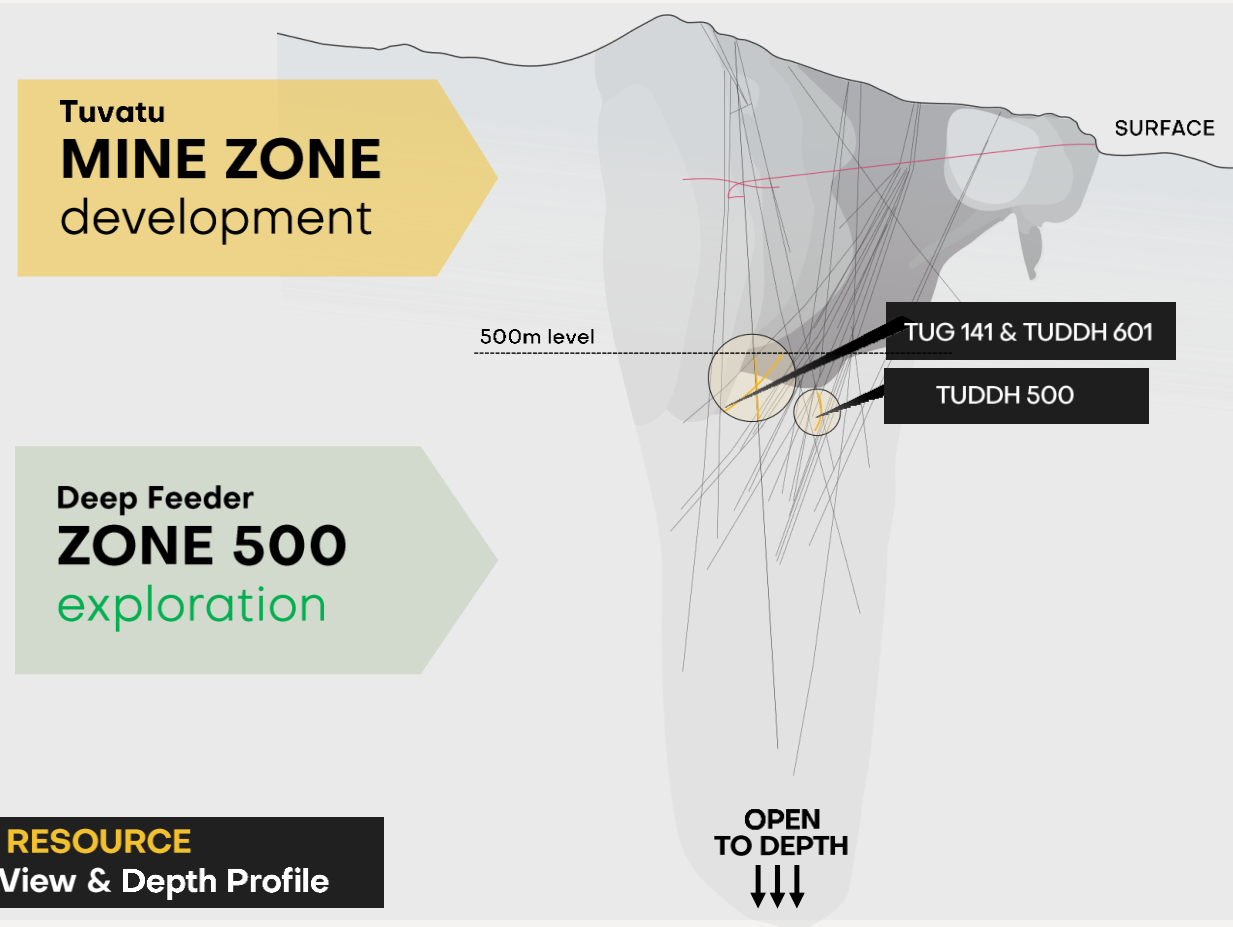 Tuvatu
MINE ZONE
development
SURFACE
500m level
TUG 141 & TUDDH 601
TUDDH 500
Deep Feeder
ZONE 500
exploration
OPEN
TO DEPTH
RESOURCE
View & Depth Profile